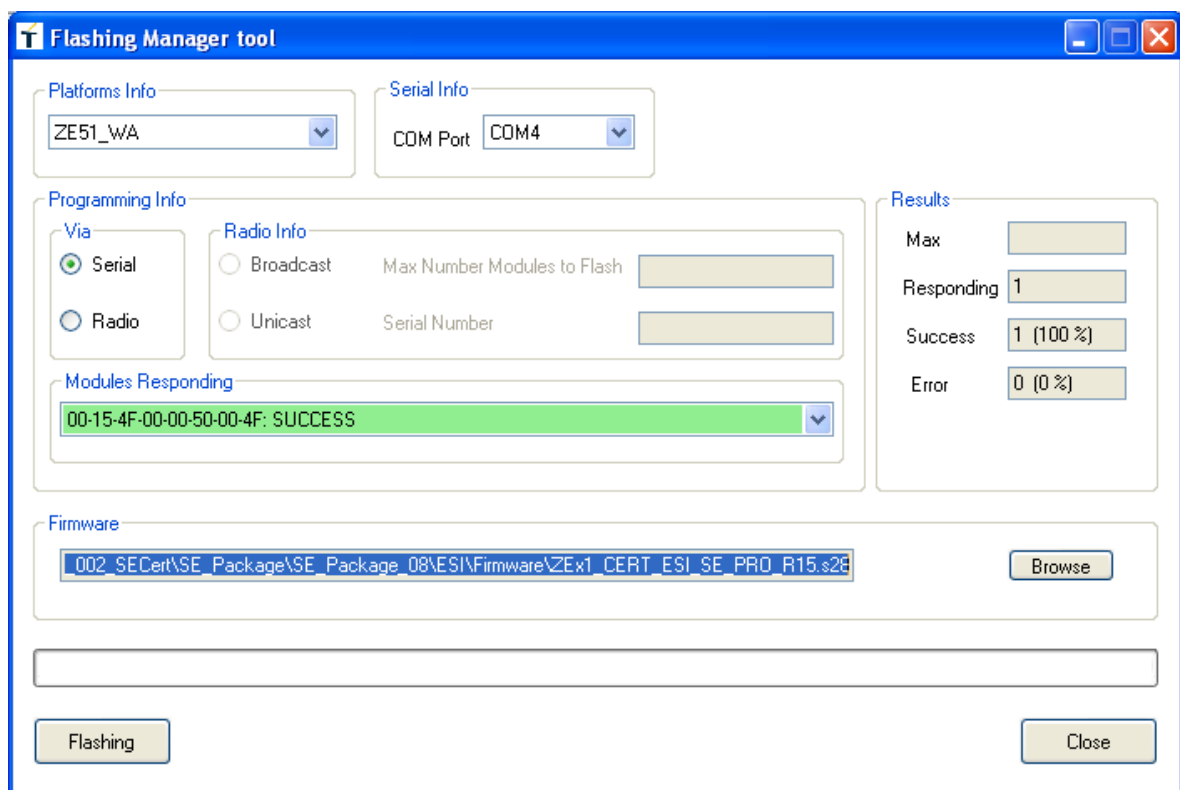 T Flashing Manager tool
Platforms Info
ZE51_WA
Serial Info
COM Port COM4
Programming Info
Via
Serial
Radio
Radio Info
Broadcast Max Number Modules to Flash
Unicast Serial Number
Modules Responding
00-15-4F-00-00-50-00-4F: SUCCESS
Results
Max
Responding 1
Success 1 (100 %)
Error 0 (0 %)
Firmware
_002_SECert\SE_Package\SE_Package_08\ESI\Firmware\ZEx1_CERT_ESI_SE_PRO_R15.s28
Browse
Flashing
Close